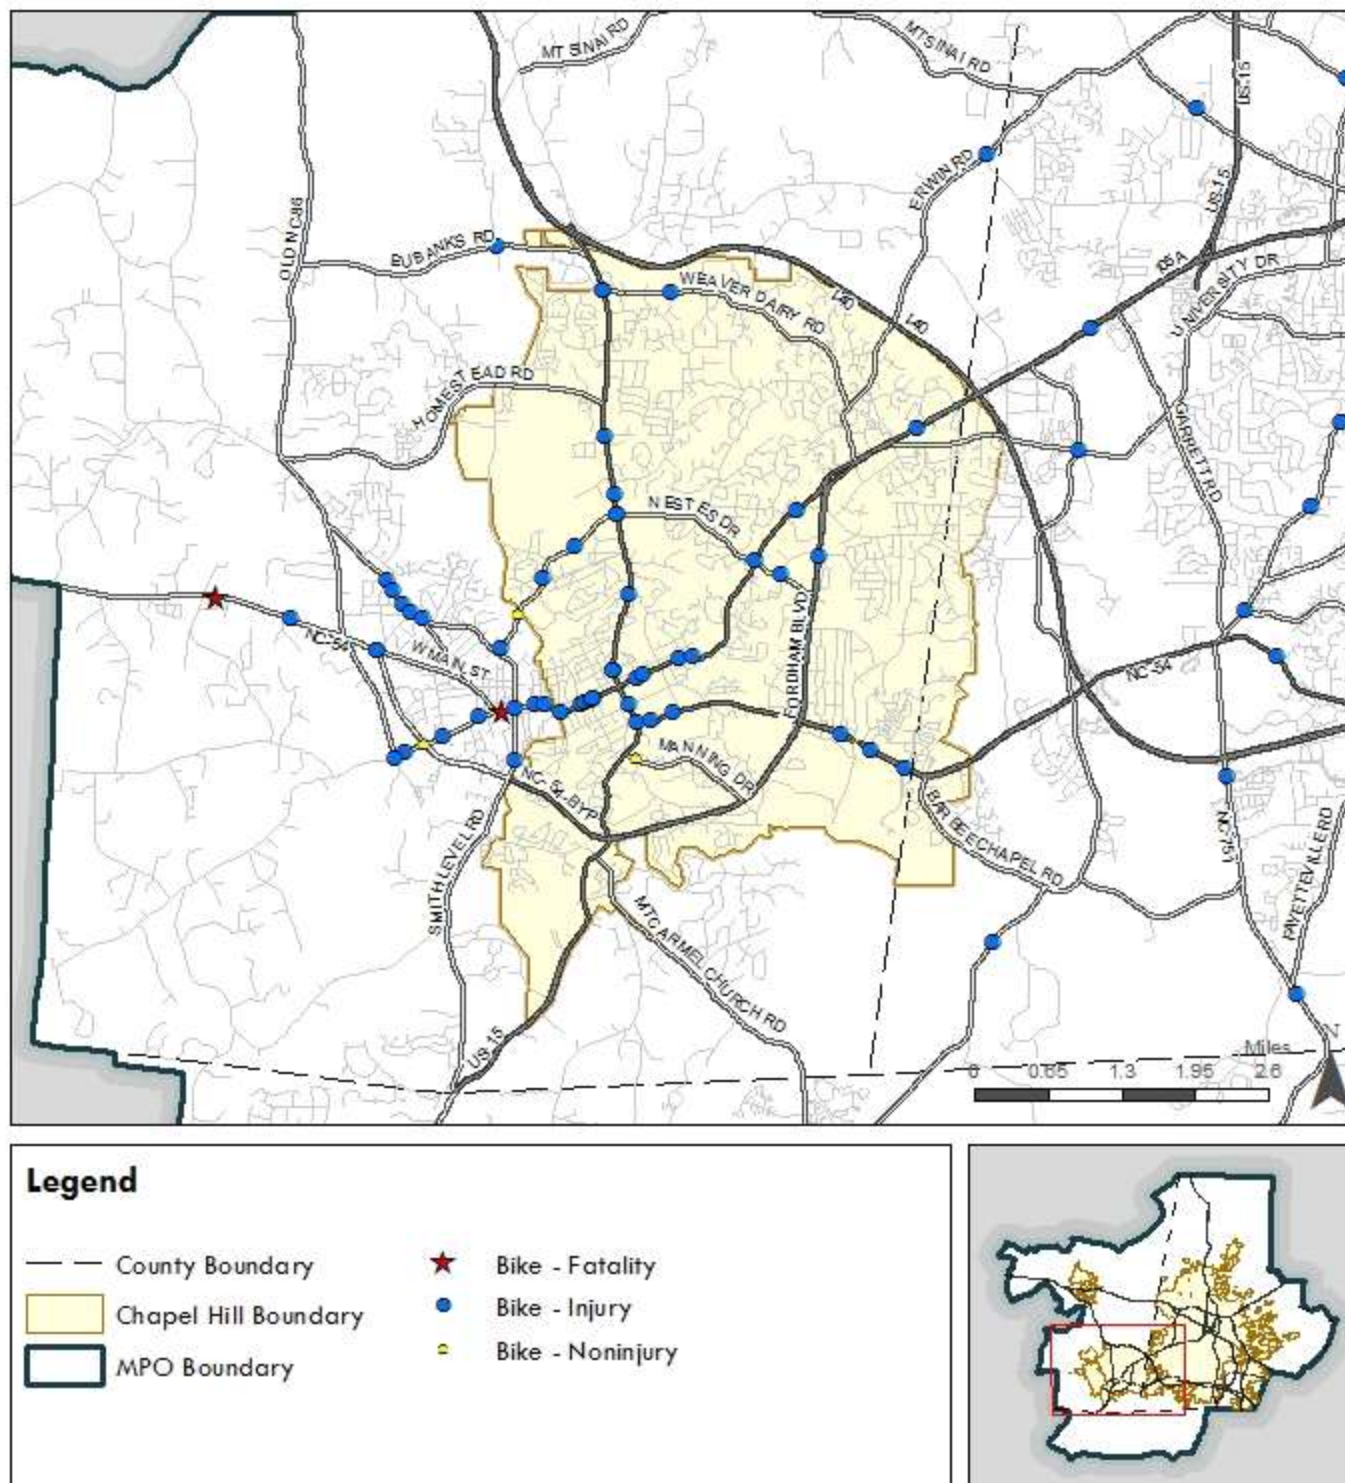 MT SINAI RD
MT SINAI RD
US-15
ERWIN RD
US-15
OLD NC 86
EUBANKS RD
WEAVER DAIRY RD
I-40
I-40
UNIVERSITY DR
HOMESTEAD RD
GARRETT RD
N ESTES DR
FORDHAM BLVD
NC-54
W MAIN ST
NC-54
MANNING DR
NC-54-BYP
BARBEE CHAPEL RD
NC-751
FAYETTEVILLE RD
SMITH LEVEL RD
MT CARMEL CHURCH RD
US-15
N
Miles
0 0.65 1.3 1.95 2.6
Legend
County Boundary
Chapel Hill Boundary
MPO Boundary
Bike - Fatality
Bike - Injury
Bike - Noninjury